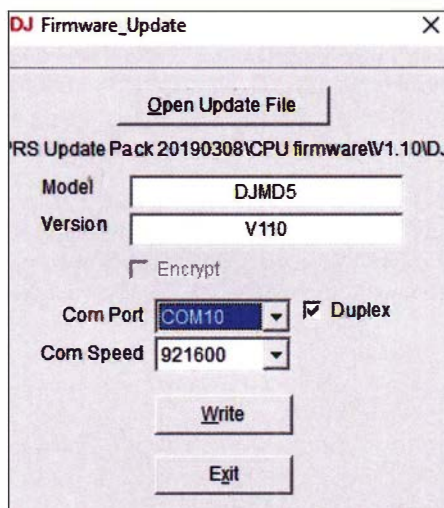 DJ Firmware_Update
Open Update File
PRS Update Pack 20190308\CPU firmware\V1.10\DJ
Model DJMD5
Version V110
Encrypt
Com Port COM10 Duplex
Com Speed 921600
Write
Exit